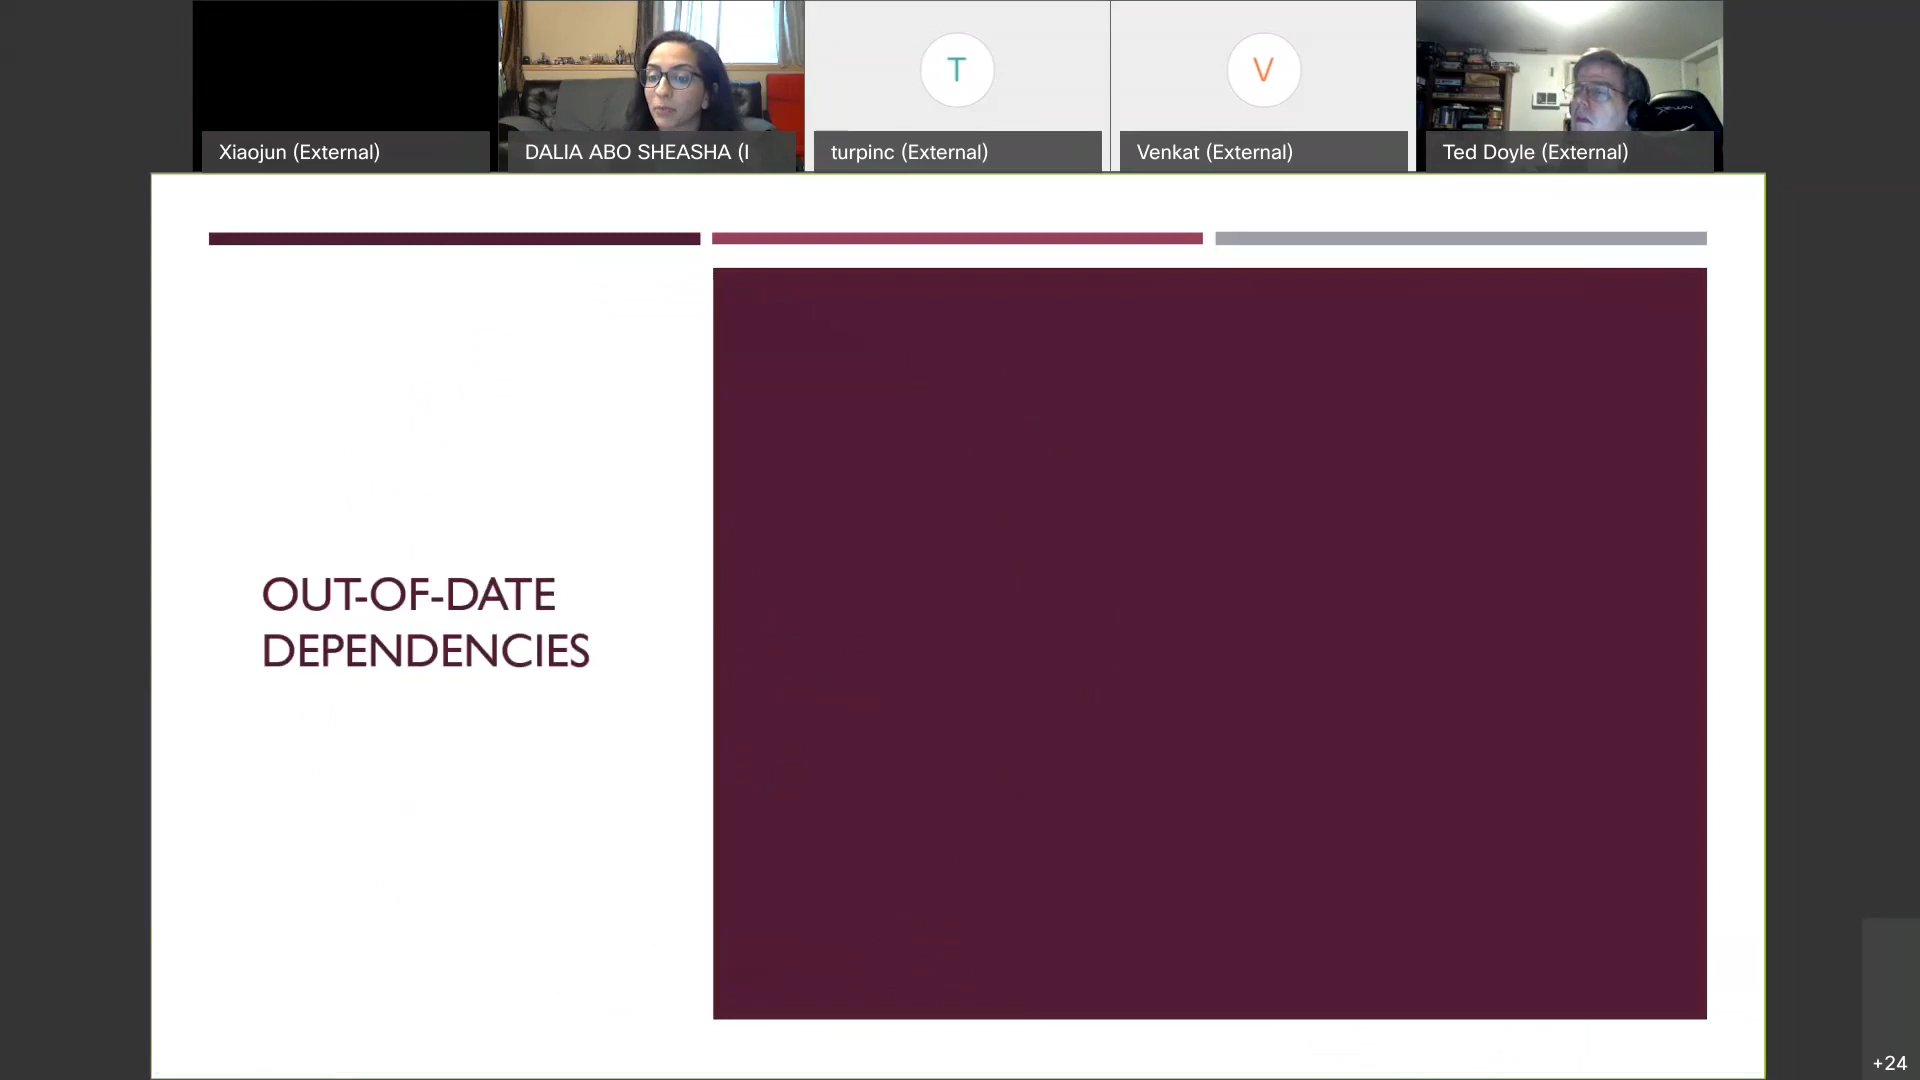 T
V
Xiaojun (External)
DALIA ABO SHEASHA (I
turpinc (External)
Venkat (External)
Ted Doyle (External)
OUT-OF-DATE
DEPENDENCIES
+24